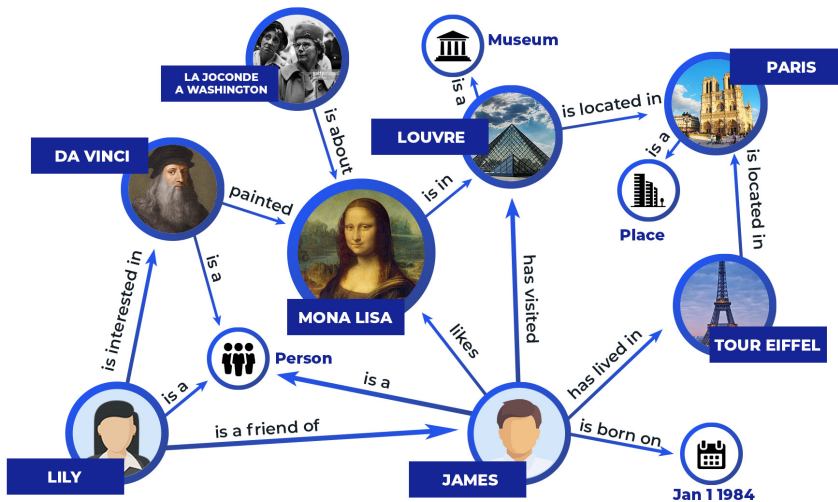 Museum
PARIS
LA JOCONDE
A WASHINGTON
is a
is located in
LOUVRE
is about
DA VINCI
is a
is located in
painted
is in
Place
is a
has visited
is interested in
MONA LISA
likes
TOUR EIFFEL
Person
has lived in
is a
is a
is a friend of
is born on
LILY
JAMES
Jan 1 1984